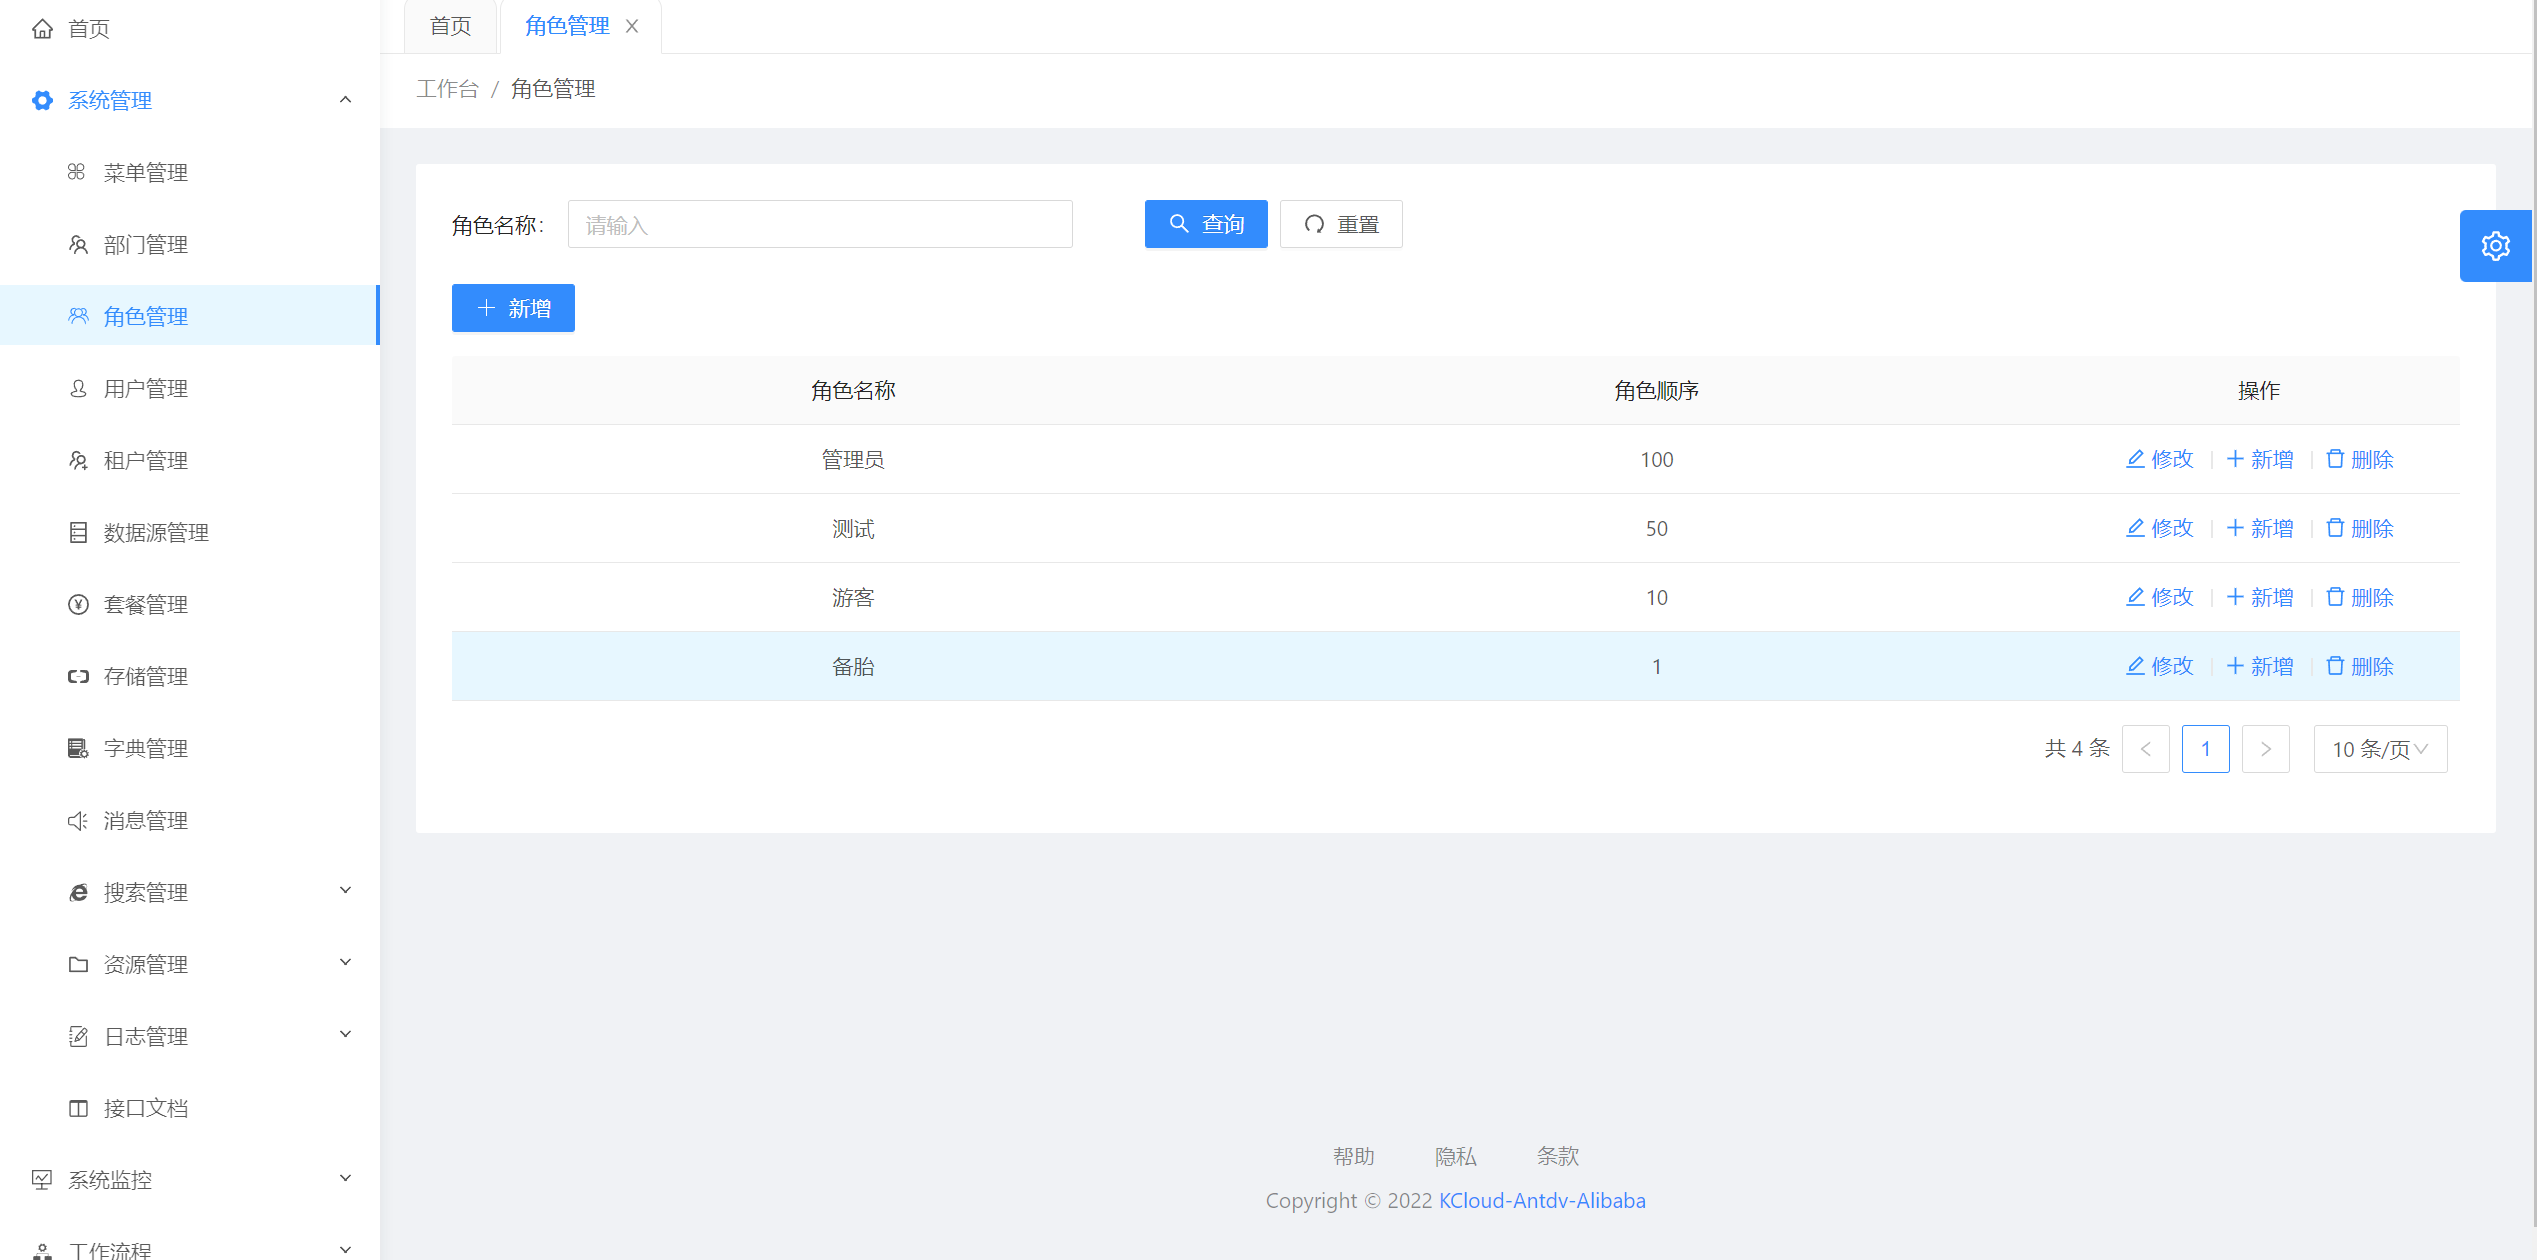 首页
系统管理
菜单管理
部门管理
角色管理
用户管理
租户管理
数据源管理
套餐管理
存储管理
字典管理
消息管理
搜索管理
资源管理
日志管理
接口文档
系统监控
工作流程
首页 角色管理
工作台 / 角色管理
角色名称: 请输入 查询 重置
新增
角色名称 角色顺序 操作
管理员 100 修改 新增 删除
测试 50 修改 新增 删除
游客 10 修改 新增 删除
备胎 1 修改 新增 删除
共 4 条 < 1 > 10 条/页
帮助 隐私 条款
Copyright © 2022 KCloud-Antdv-Alibaba